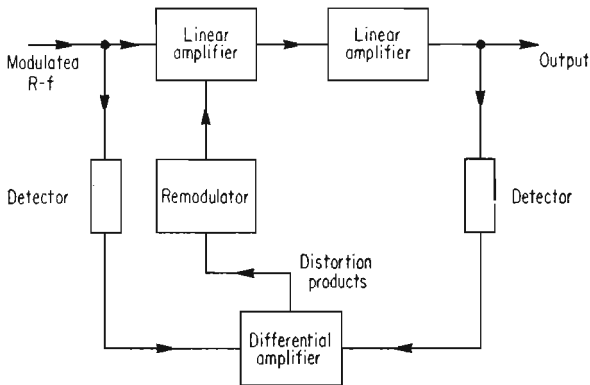 Linear
amplifier
Linear
amplifier
Modulated
R-f
Output
Detector
Remodulator
Detector
Distortion
products
Differential
amplifier